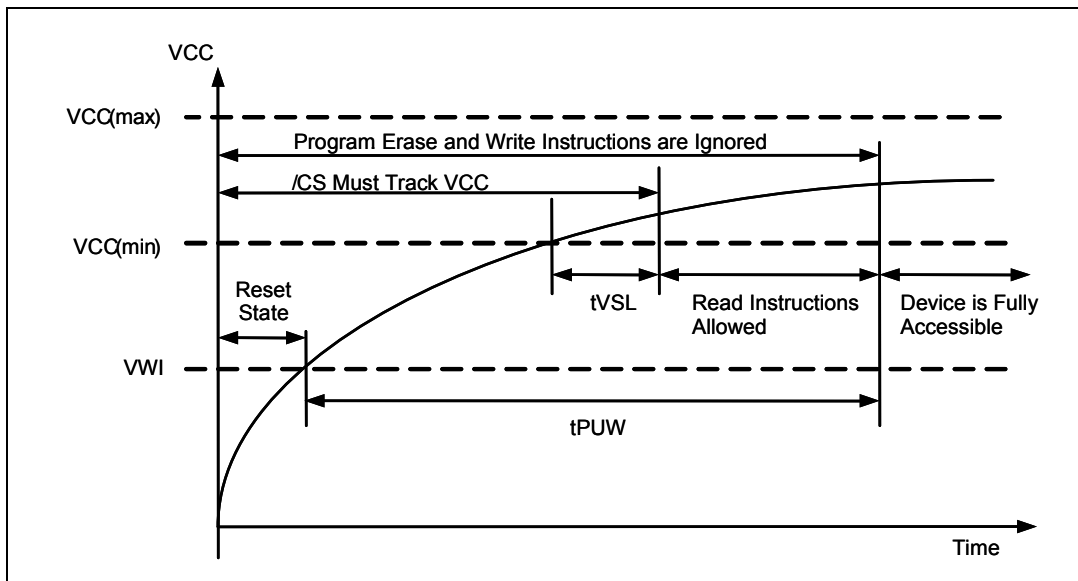 VCC
VCC(max)
Program Erase and Write Instructions are Ignored
/CS Must Track VCC
VCC(min)
Reset
State
tVSL
Read Instructions
Allowed
Device is Fully
Accessible
VWI
tPUW
Time